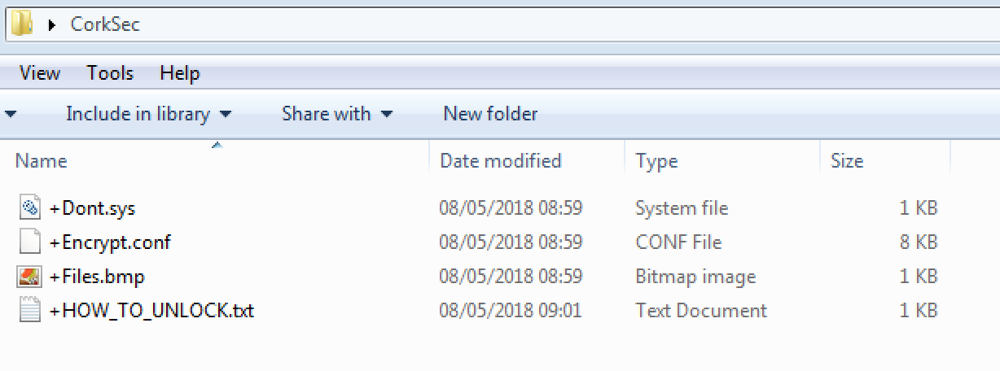 CorkSec
View Tools Help
Include in library Share with New folder
Name Date modified Type Size
+Dont.sys 08/05/2018 08:59 System file 1 KB
+Encrypt.conf 08/05/2018 08:59 CONF File 8 KB
+Files.bmp 08/05/2018 08:59 Bitmap image 1 KB
+HOW_TO_UNLOCK.txt 08/05/2018 09:01 Text Document 1 KB